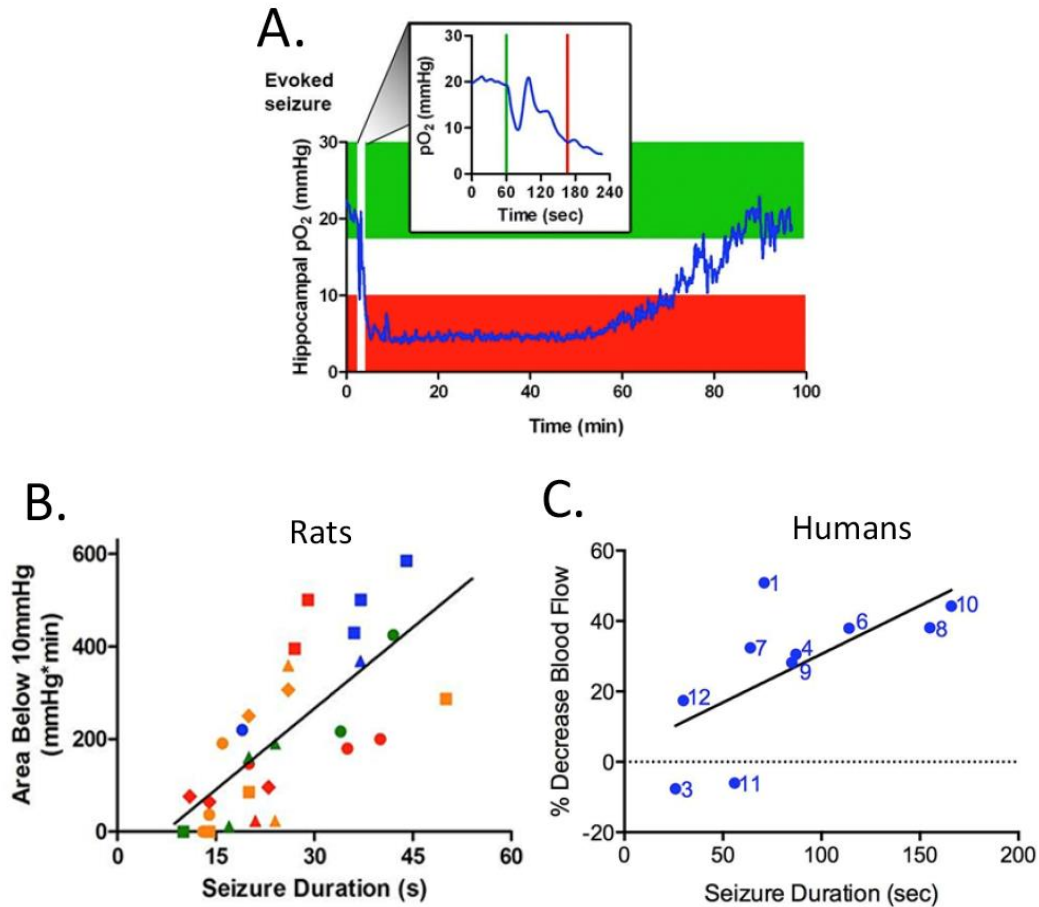 A.
Evoked
seizure
30
20
10
0
pO2 (mmHg)
0 60 120 180 240
Time (sec)
30
20
10
0
Hippocampal pO2 (mmHg)
0 20 40 60 80 100
Time (min)
B.
Rats
600
400
200
0
Area Below 10mmHg
(mmHg*min)
0 15 30 45 60
Seizure Duration (s)
C.
Humans
60
40
20
0
-20
% Decrease Blood Flow
1
10
6
8
7
4
9
12
3
11
0 50 100 150 200
Seizure Duration (sec)